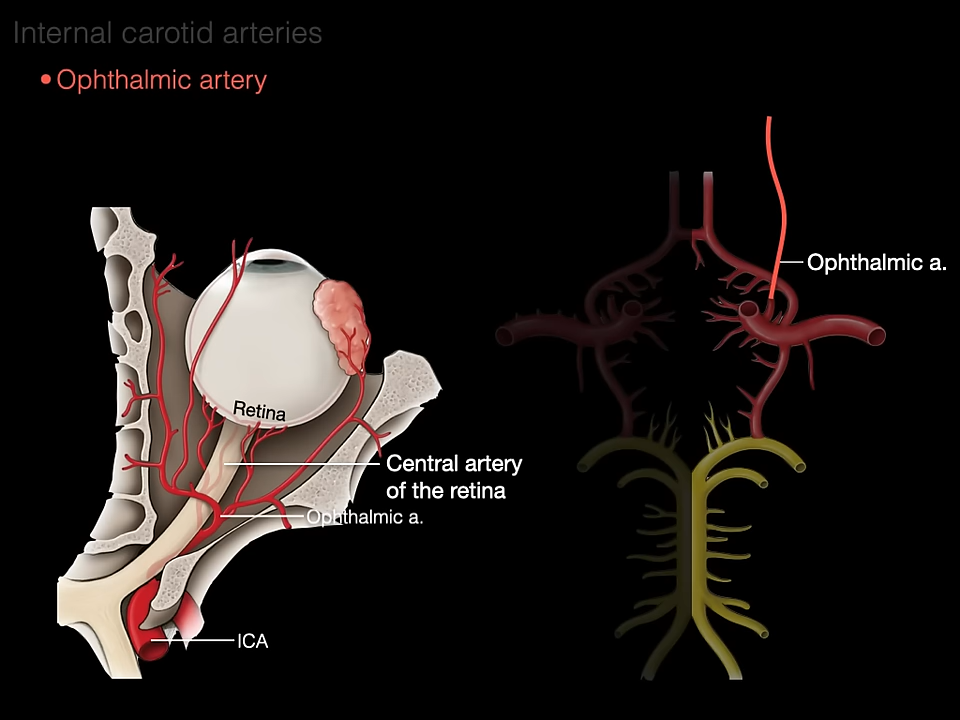 Internal carotid arteries
• Ophthalmic artery
Ophthalmic a.
Retina
Central artery
of the retina
Ophthalmic a.
ICA